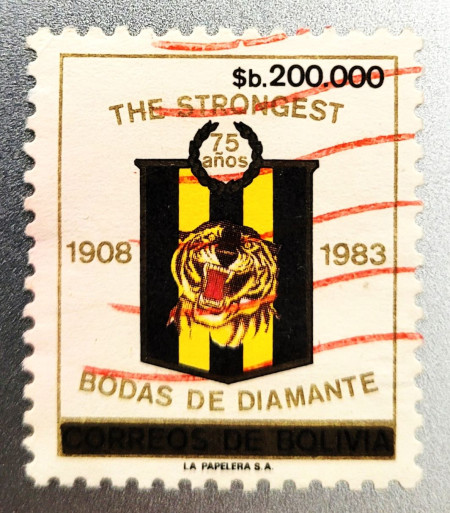 $b.200.000
THE STRONGEST
75
años
1908 1983
BODAS DE DIAMANTE
CORREOS DE BOLIVIA
LA PAPELERA S.A.